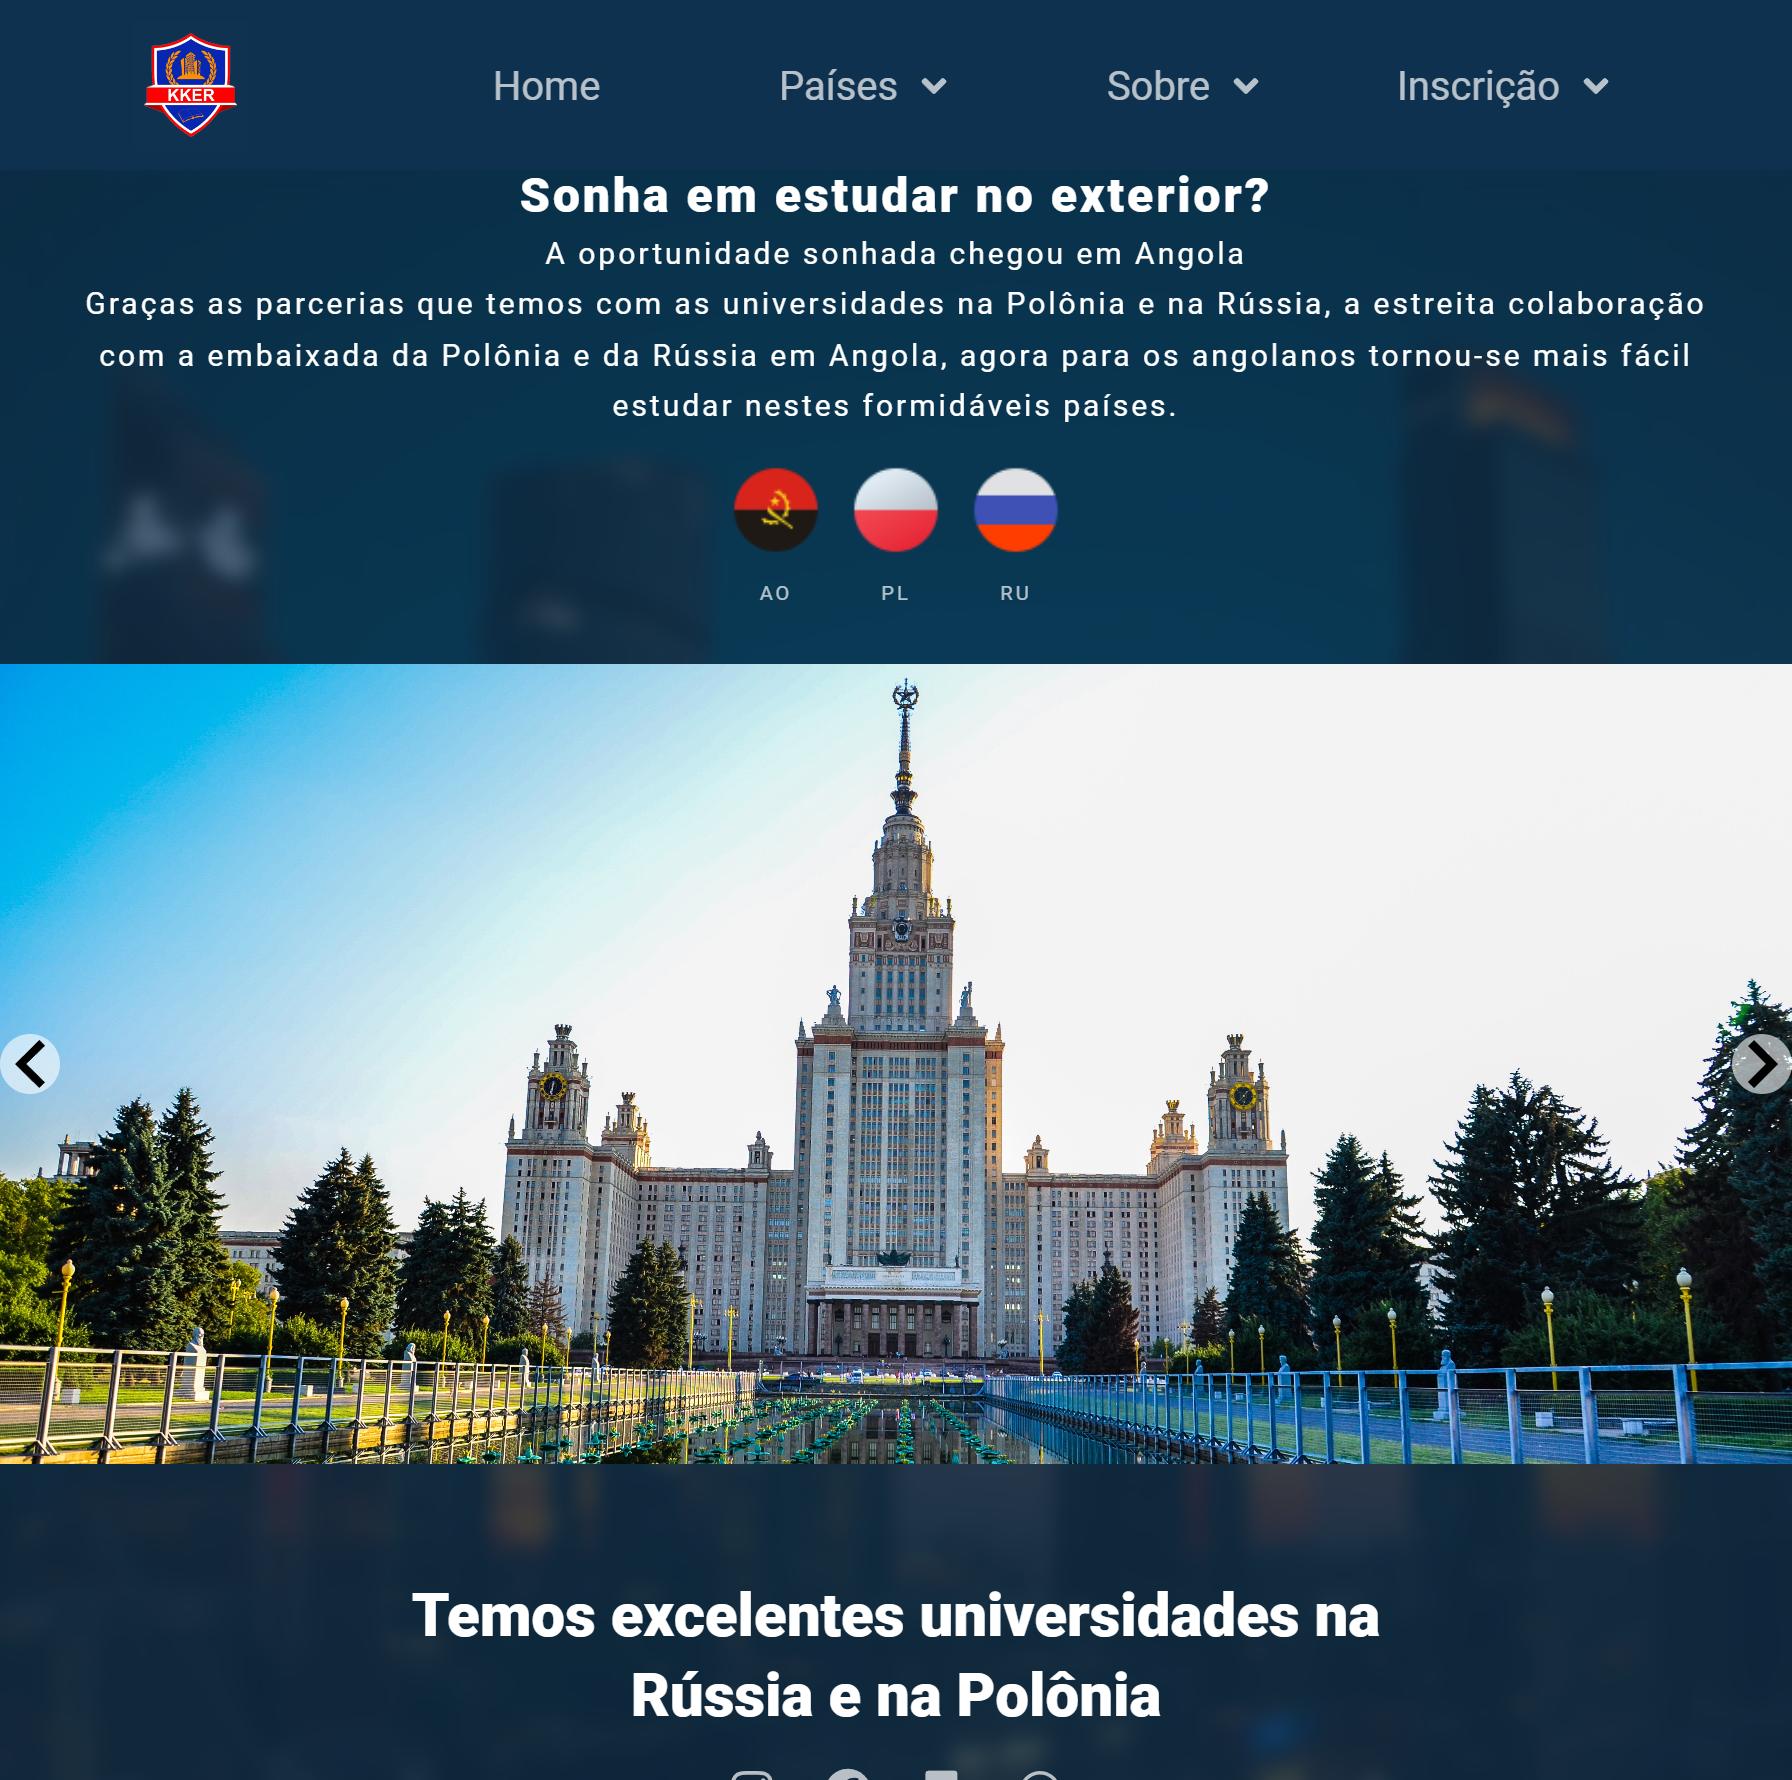 KKER
Home
Países
Sobre
Inscrição
Sonha em estudar no exterior?
A oportunidade sonhada chegou em Angola
Graças as parcerias que temos com as universidades na Polônia e na Rússia, a estreita colaboração
com a embaixada da Polônia e da Rússia em Angola, agora para os angolanos tornou-se mais fácil
estudar nestes formidáveis países.
AO PL RU
Temos excelentes universidades na
Rússia e na Polônia